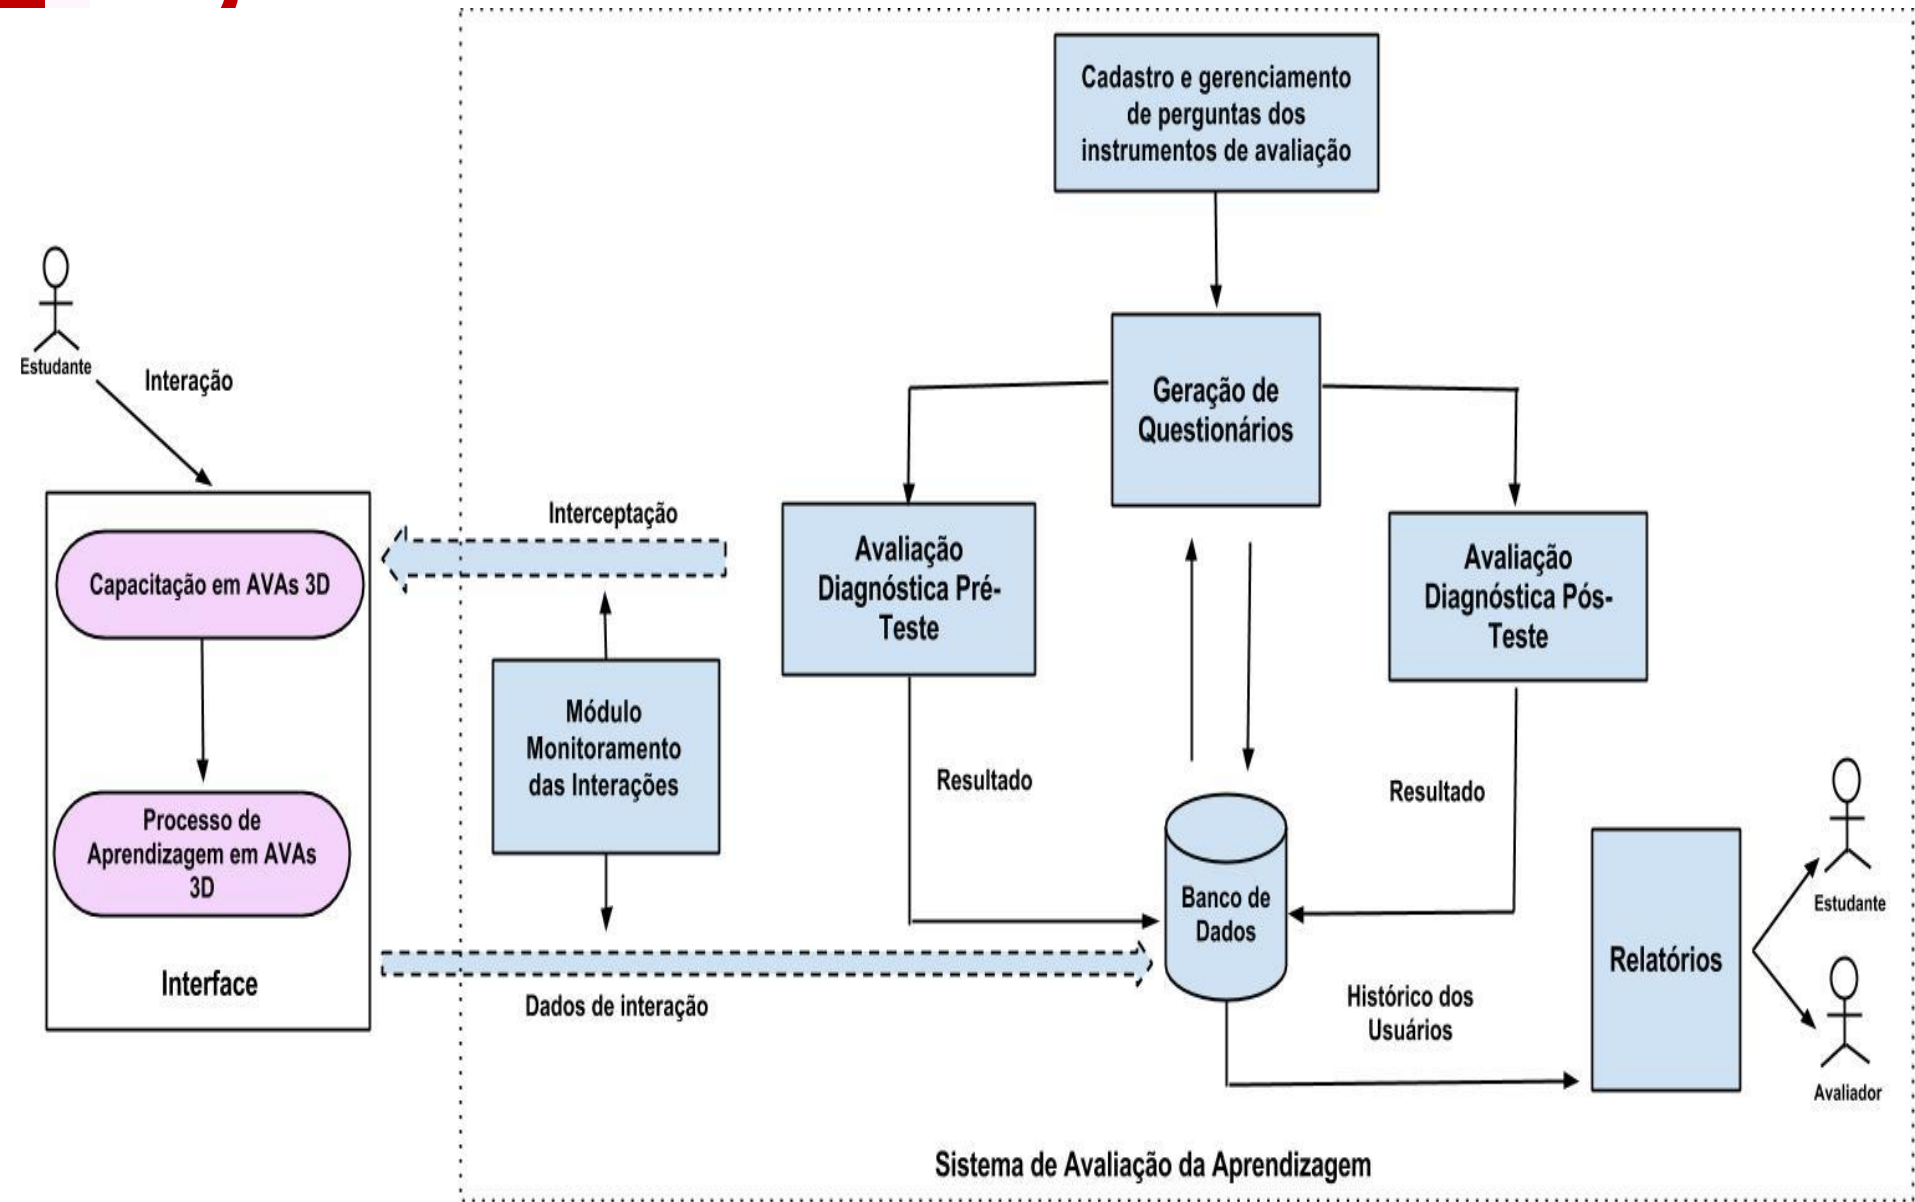 Cadastro e gerenciamento
de perguntas dos
instrumentos de avaliação
Estudante
Interação
Geração de
Questionários
Interceptação
Capacitação em AVAs 3D
Avaliação
Diagnóstica Pré-
Teste
Avaliação
Diagnóstica Pós-
Teste
Módulo
Monitoramento
das Interações
Resultado
Resultado
Processo de
Aprendizagem em AVAs
3D
Interface
Banco de
Dados
Dados de interação
Histórico dos
Usuários
Relatórios
Estudante
Avaliador
Sistema de Avaliação da Aprendizagem